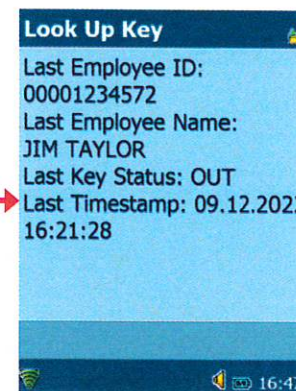 Look Up Key
Last Employee ID:
00001234572
Last Employee Name:
JIM TAYLOR
Last Key Status: OUT
Last Timestamp: 09.12.202
16:21:28
16:4